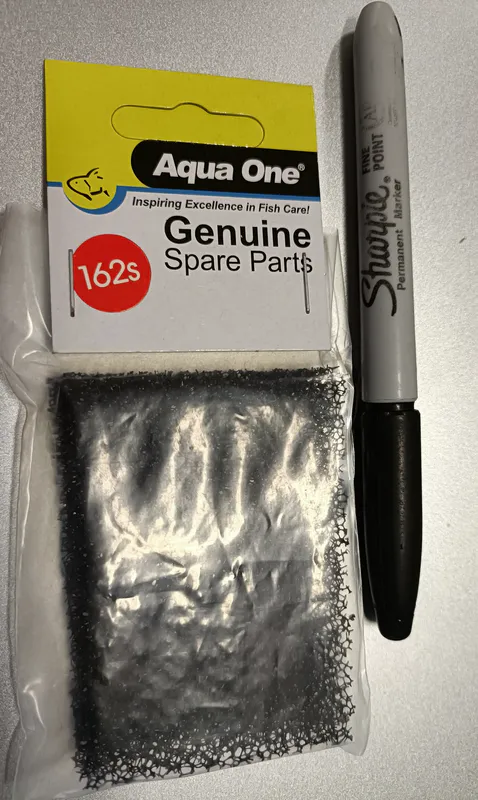 Aqua One®
Inspiring Excellence in Fish Care!
Genuine
Spare Parts
162s
Sharpie®
FINE
POINT
Permanent Marker